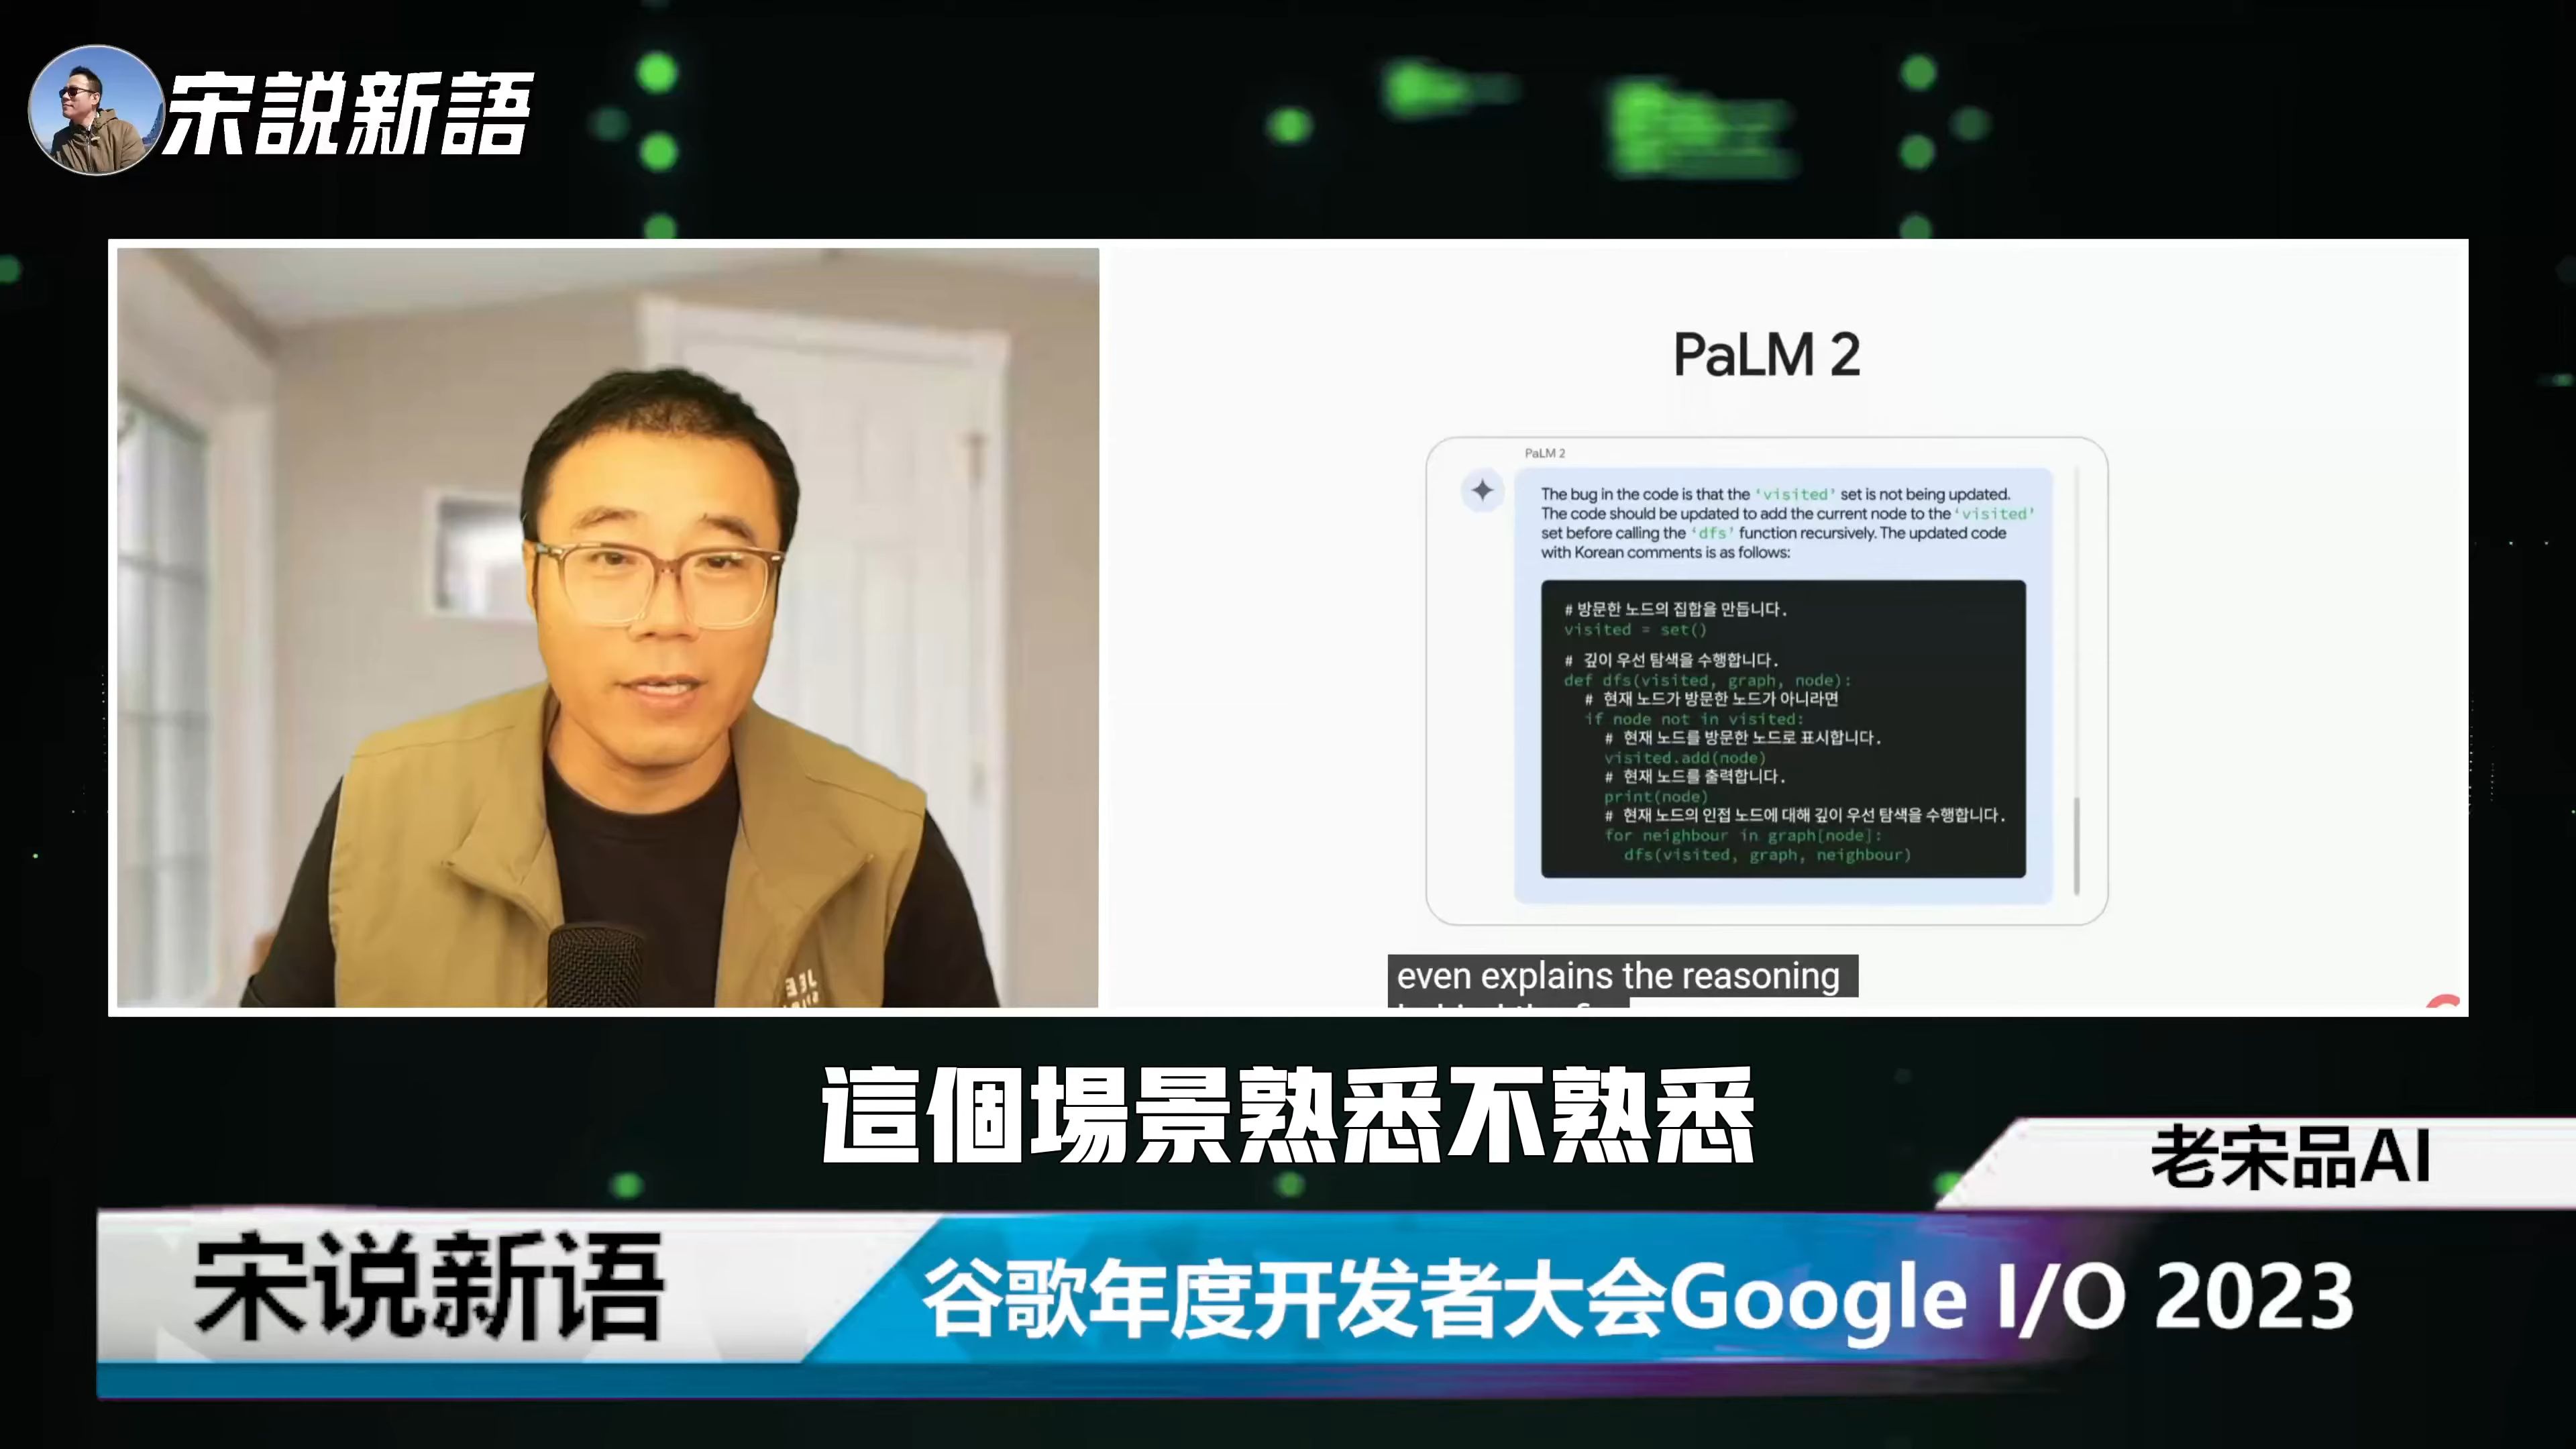 宋説新語
PaLM 2
PaLM 2
The bug in the code is that the ‘visited’ set is not being updated.
The code should be updated to add the current node to the ‘visited’
set before calling the ‘dfs’ function recursively. The updated code
with Korean comments is as follows:
# 방문한 노드의 집합을 만듭니다.
visited = set()
# 깊이 우선 탐색을 수행합니다.
def dfs(visited, graph, node):
# 현재 노드가 방문한 노드가 아니라면
if node not in visited:
# 현재 노드를 방문한 노드로 표시합니다.
visited.add(node)
# 현재 노드를 출력합니다.
print(node)
# 현재 노드의 인접 노드에 대해 깊이 우선 탐색을 수행합니다.
for neighbour in graph[node]:
dfs(visited, graph, neighbour)
even explains the reasoning
這個場景熟悉不熟悉
老宋品AI
宋说新语
谷歌年度开发者大会Google I/O 2023